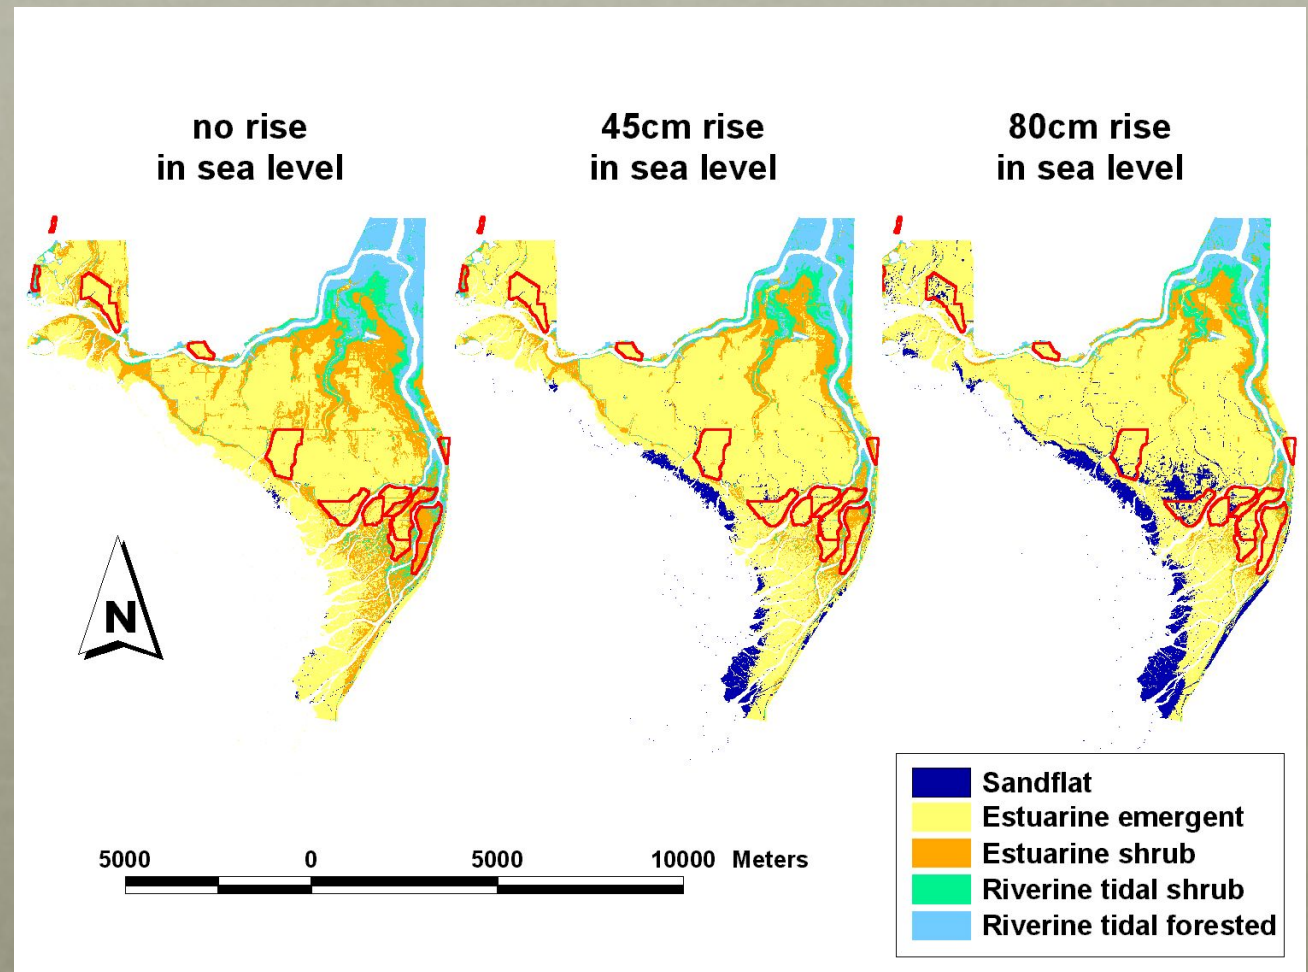 no rise
in sea level
45cm rise
in sea level
80cm rise
in sea level
N
5000 0 5000 10000 Meters
Sandflat
Estuarine emergent
Estuarine shrub
Riverine tidal shrub
Riverine tidal forested